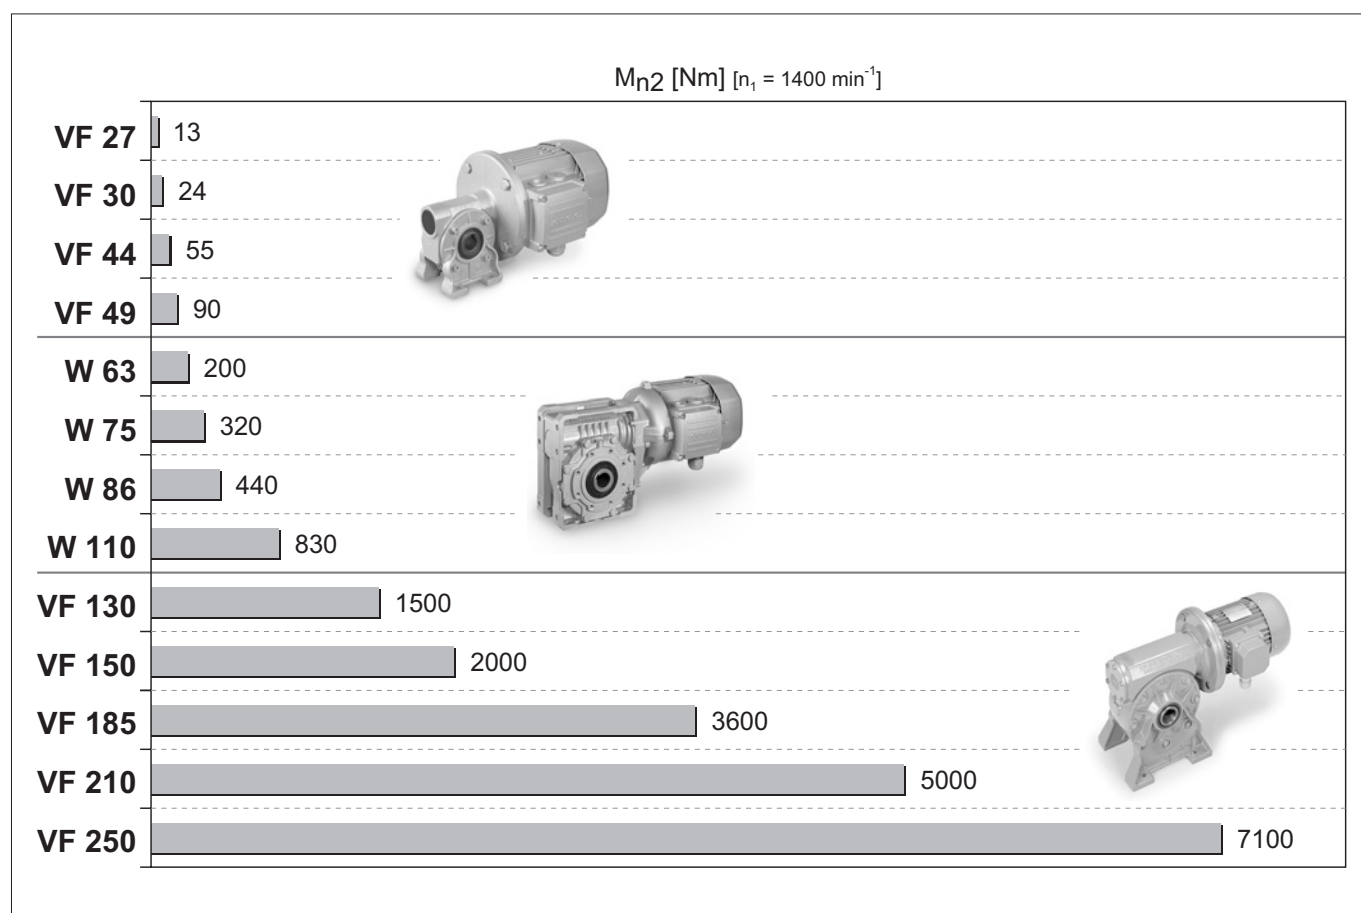 Mn2 [Nm] [n1 = 1400 min-1]
VF 27 13
VF 30 24
VF 44 55
VF 49 90
W 63 200
W 75 320
W 86 440
W 110 830
VF 130 1500
VF 150 2000
VF 185 3600
VF 210 5000
VF 250 7100